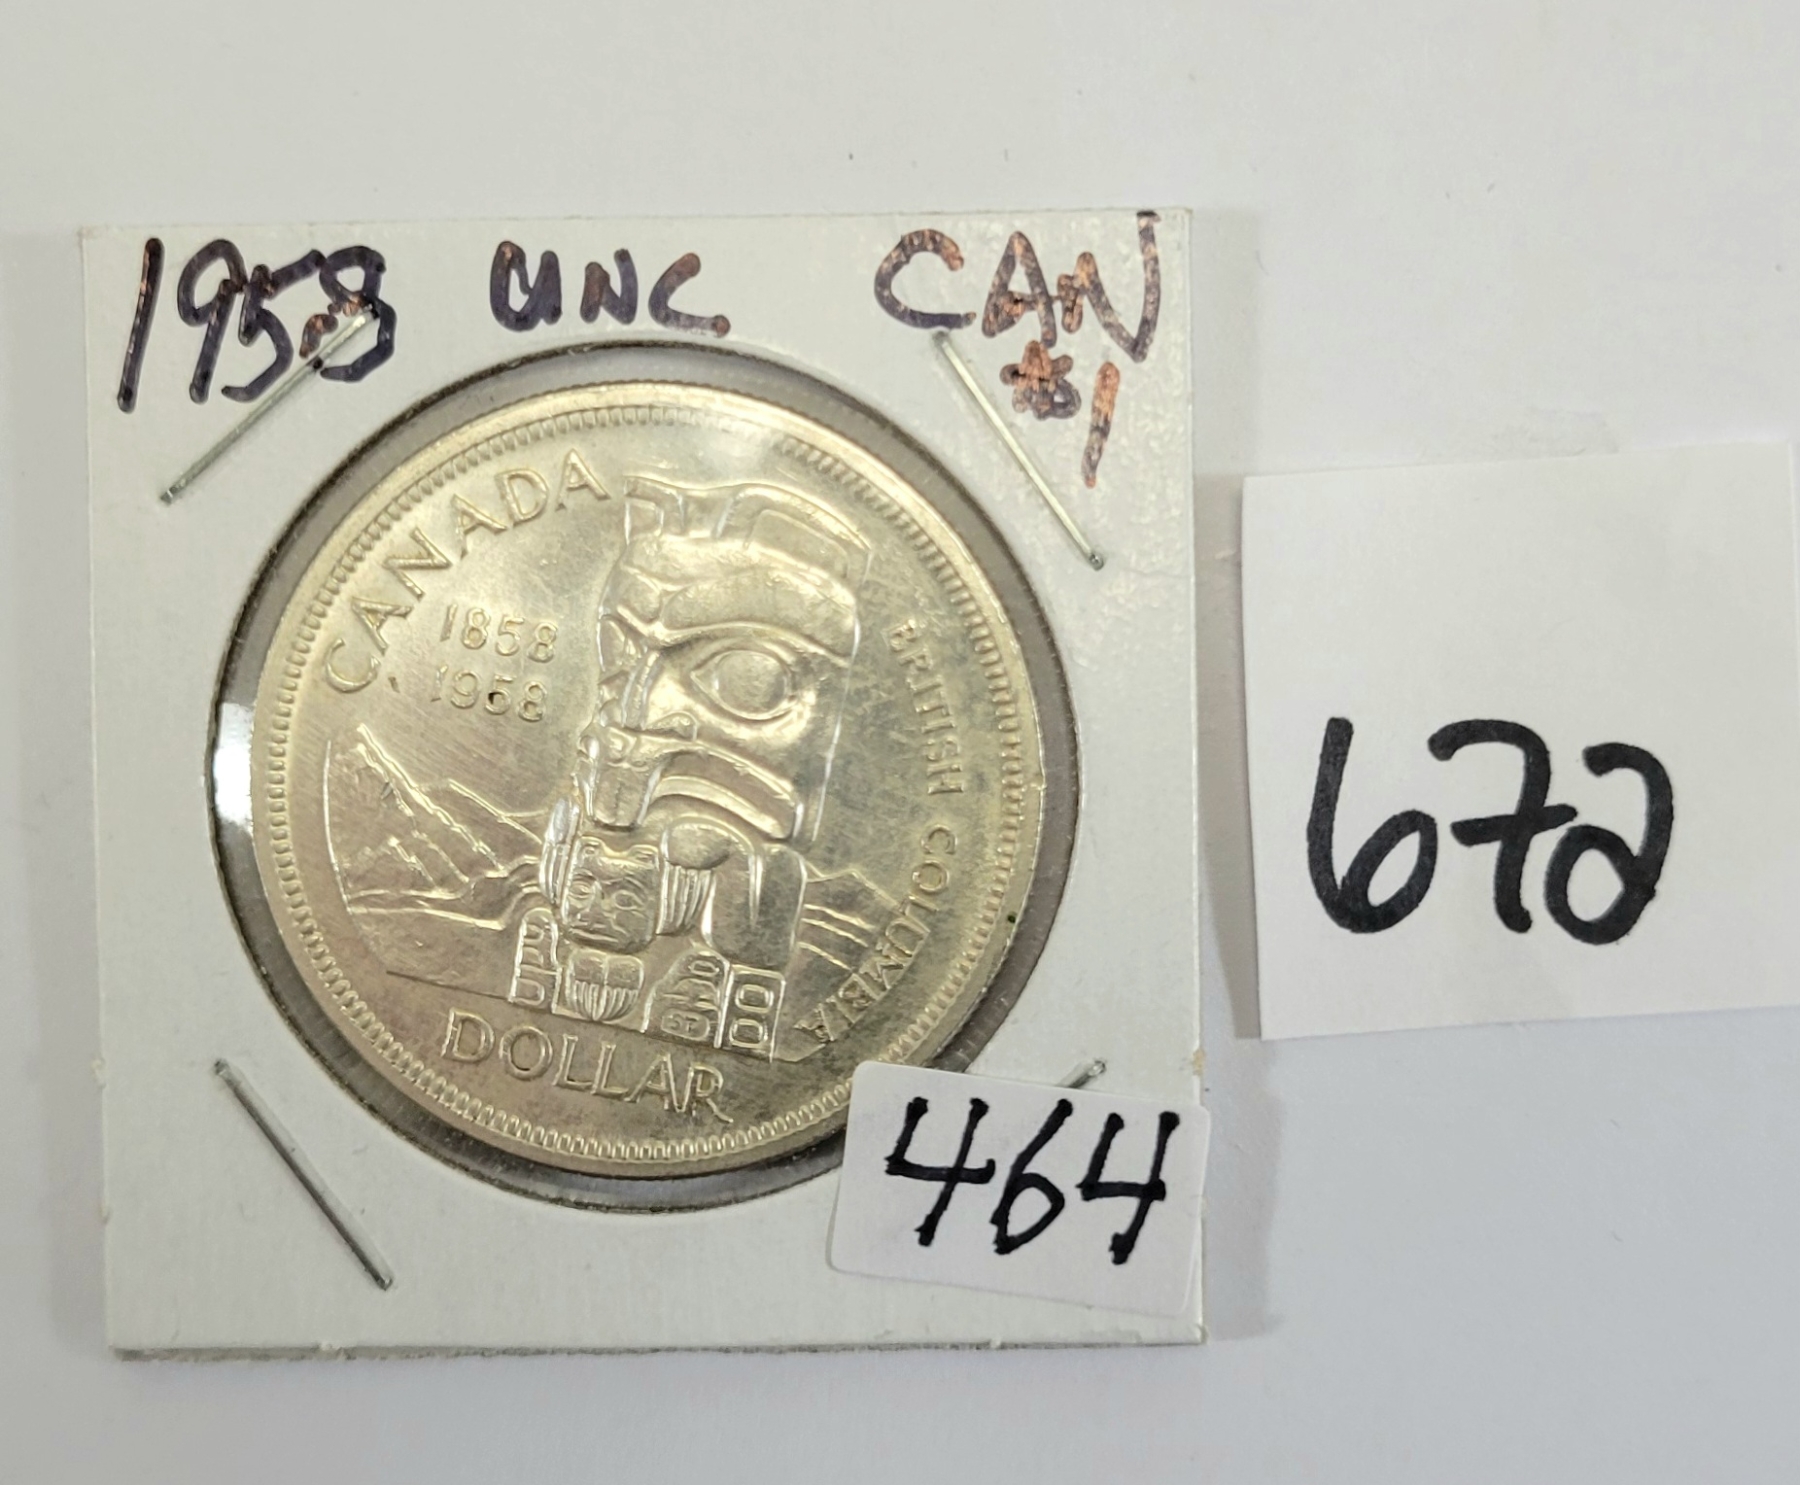 1958 UNC CAN
$1
CANADA
1858
1958
BRITISH COLUMBIA
DOLLAR
464
672